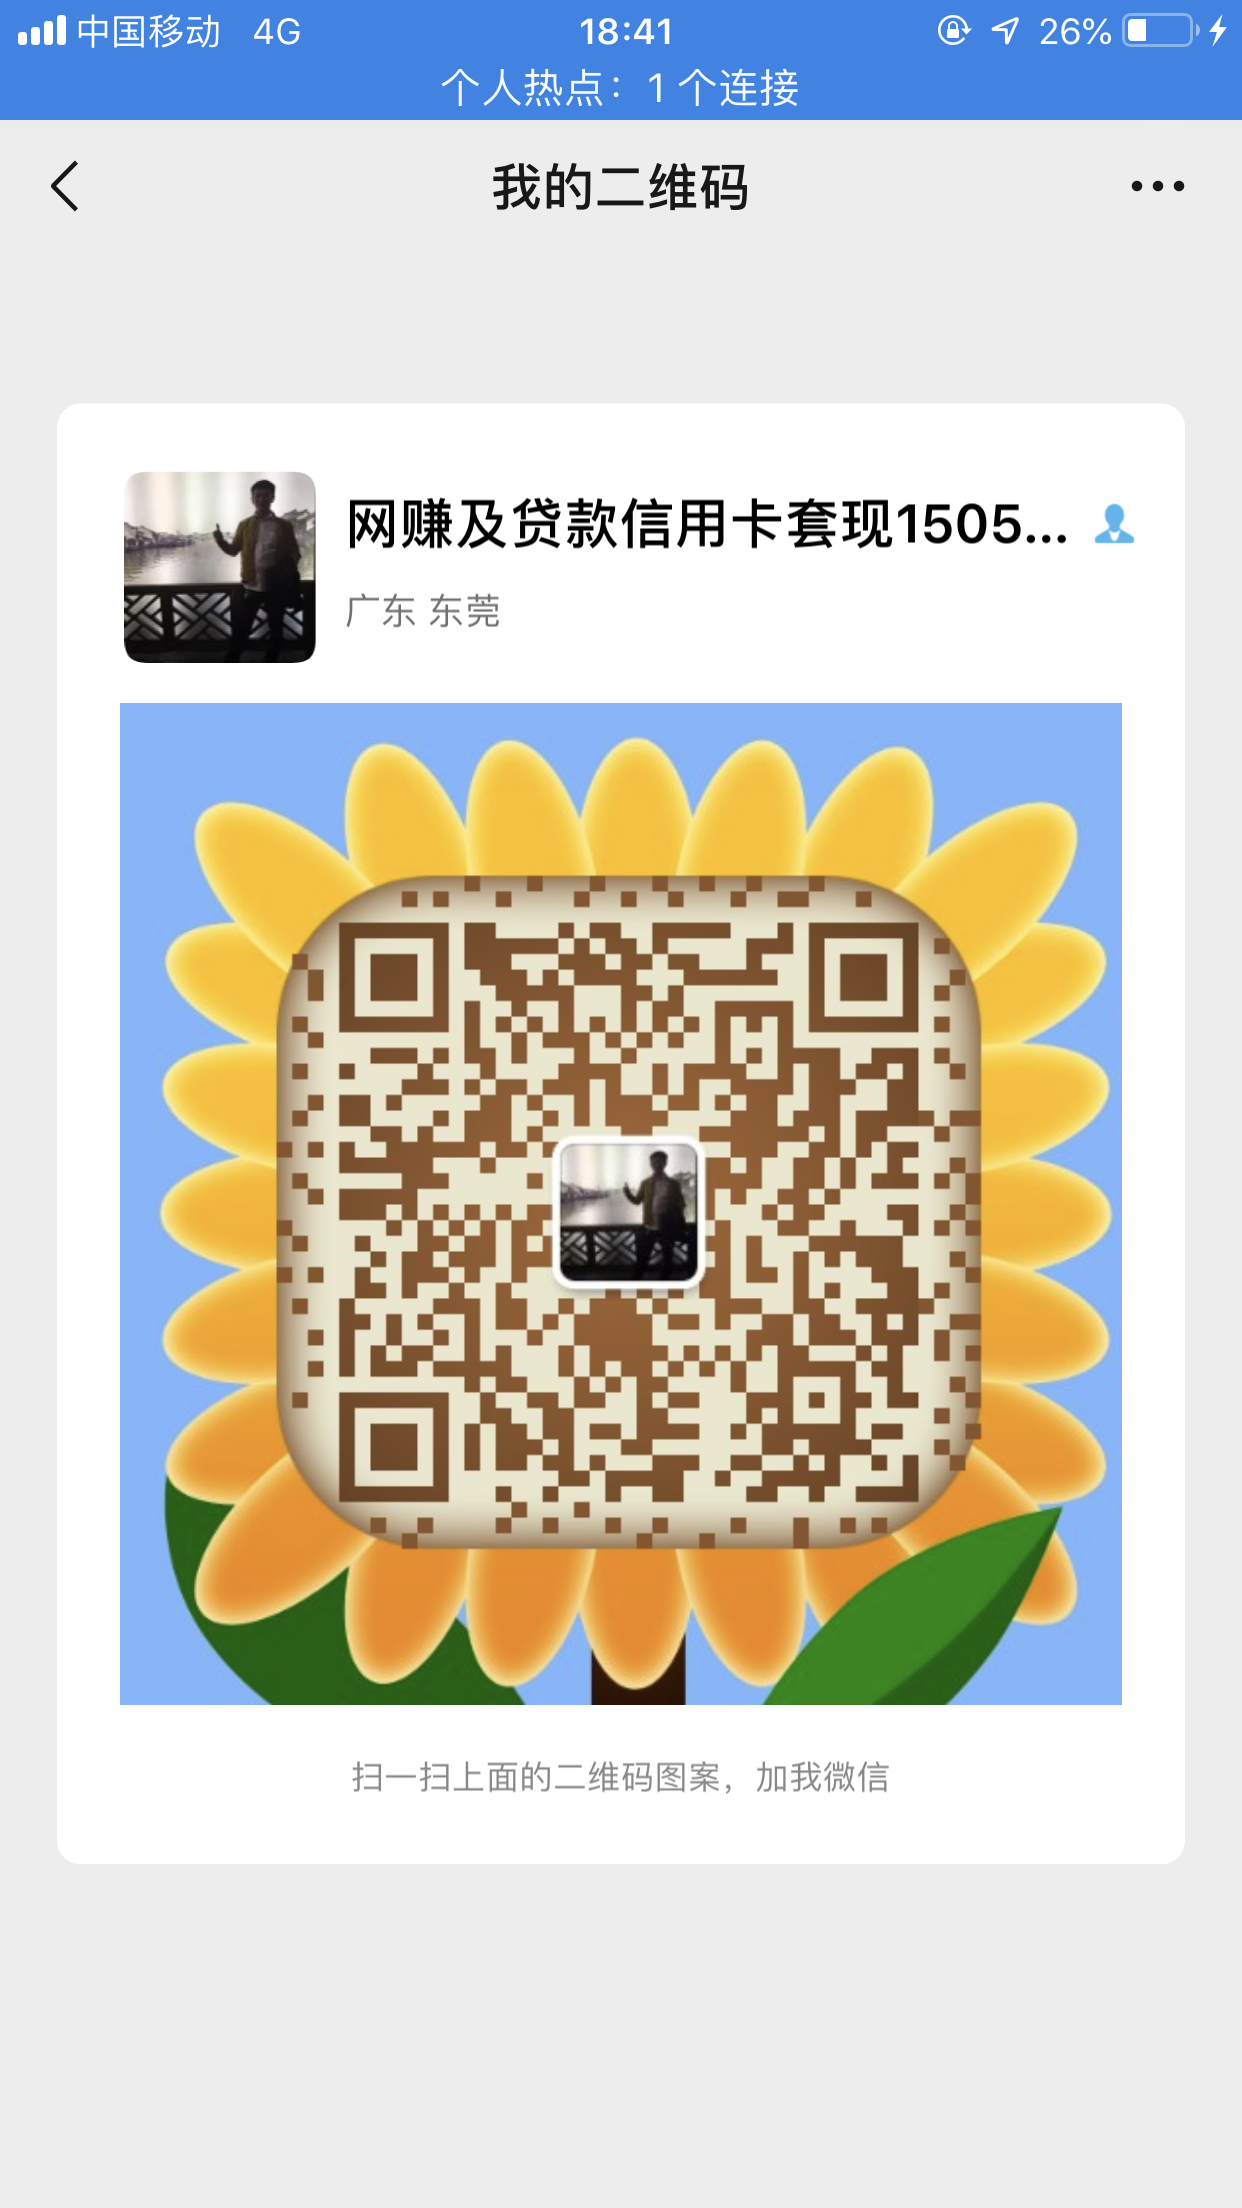 中国移动 4G 18:41 26%
个人热点：1 个连接
我的二维码
网赚及贷款信用卡套现1505...
广东 东莞
扫一扫上面的二维码图案，加我微信